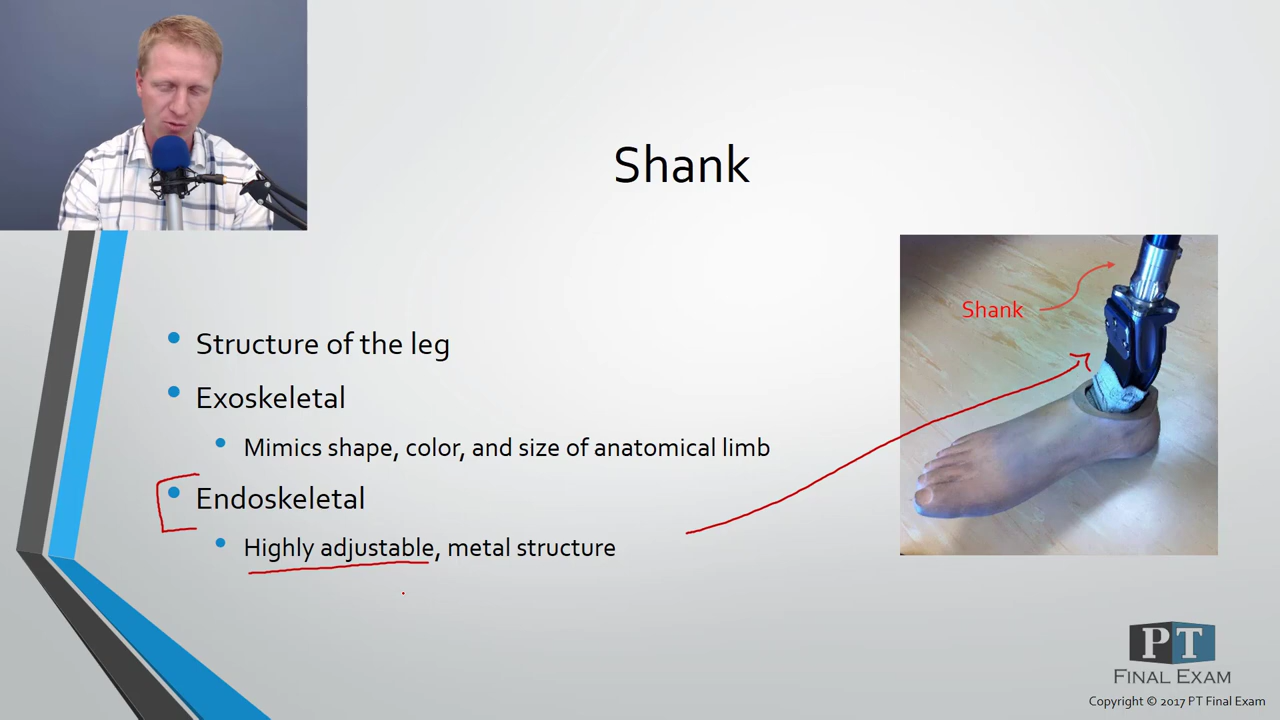 Shank
Structure of the leg
Exoskeletal
Mimics shape, color, and size of anatomical limb
Endoskeletal
Highly adjustable, metal structure
Shank
PT
FINAL EXAM
Copyright © 2017 PT Final Exam